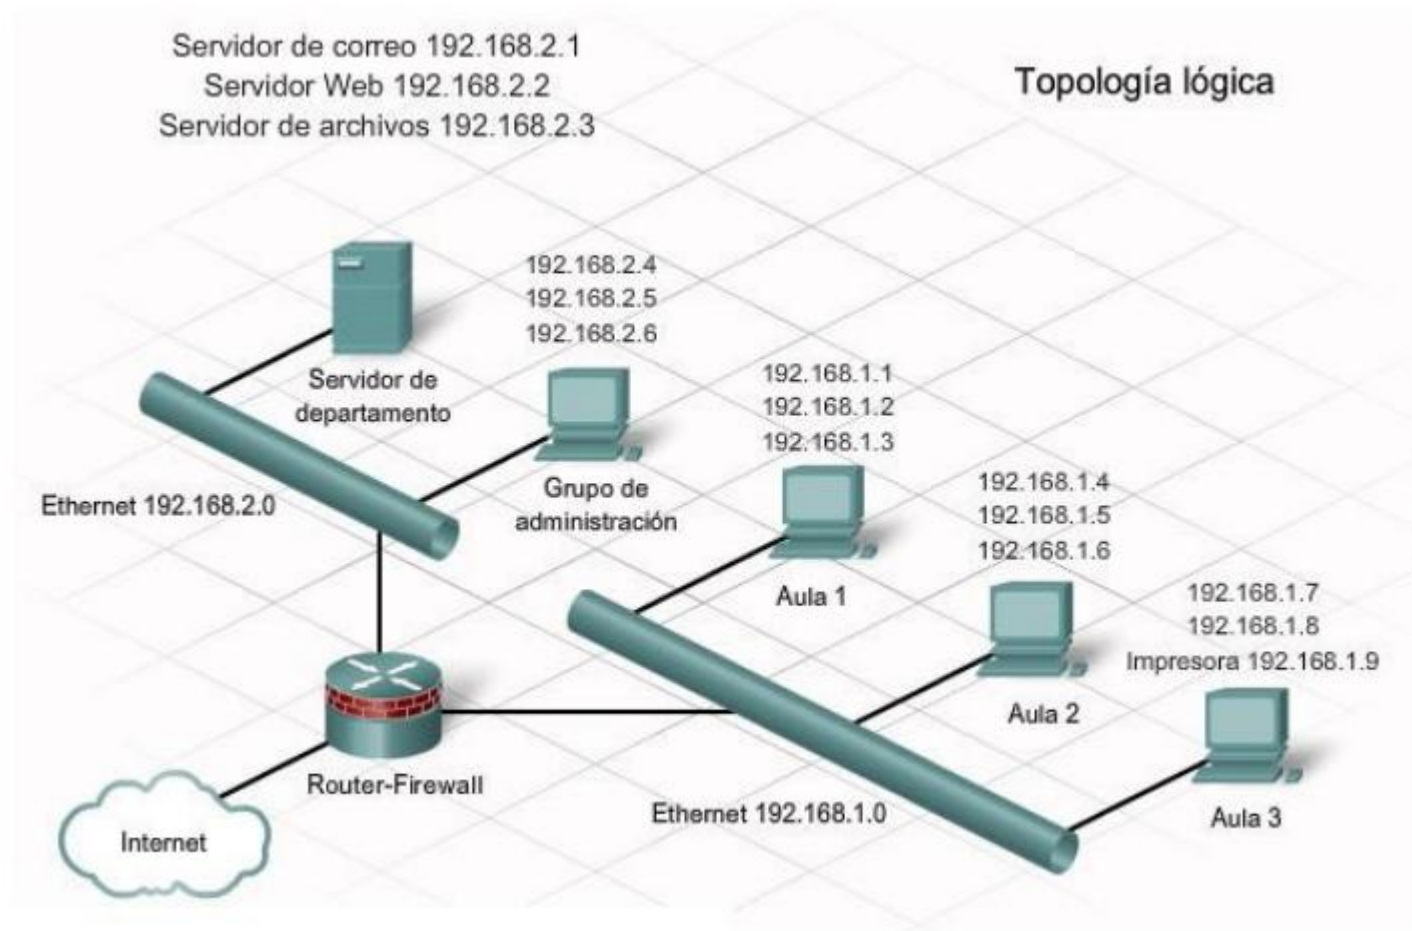 Servidor de correo 192.168.2.1
Servidor Web 192.168.2.2
Servidor de archivos 192.168.2.3
Topología lógica
192.168.2.4
192.168.2.5
192.168.2.6
Servidor de
departamento
192.168.1.1
192.168.1.2
192.168.1.3
Grupo de
administración
Ethernet 192.168.2.0
192.168.1.4
192.168.1.5
192.168.1.6
Aula 1
192.168.1.7
192.168.1.8
Impresora 192.168.1.9
Aula 2
Router-Firewall
Ethernet 192.168.1.0
Aula 3
Internet